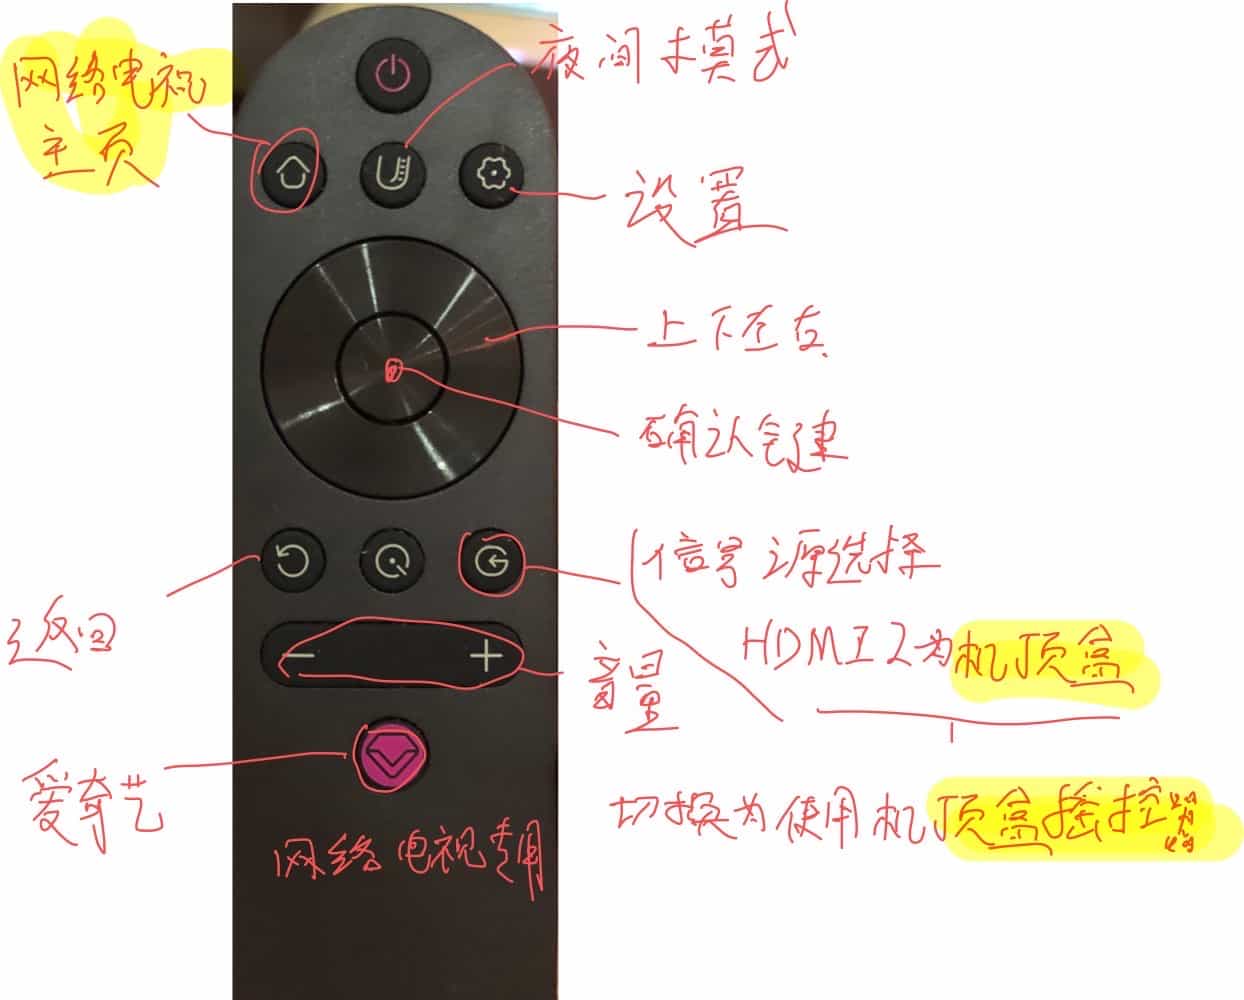 网络电视
主页
夜间模式
设置
上下左右
确认键
信号源选择
HDMI 2为机顶盒
返回
音量
爱奇艺
切换为使用机顶盒摇控器
网络电视专用